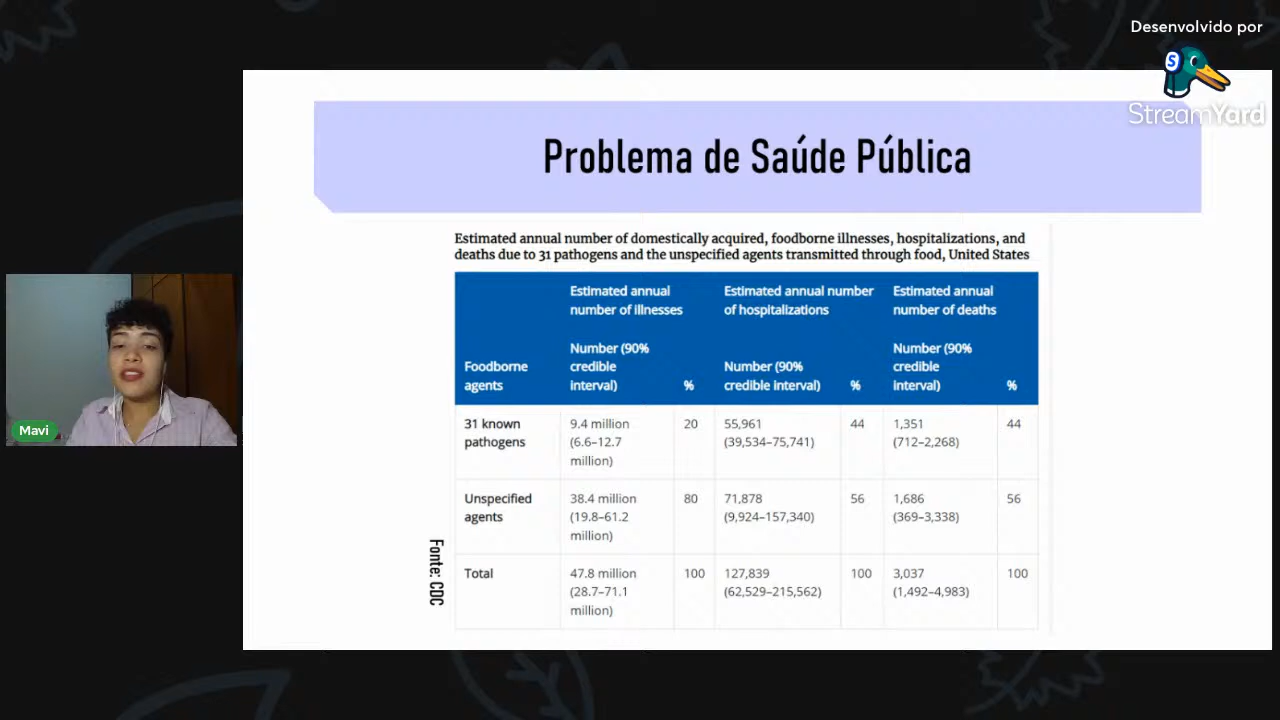 Desenvolvido por
StreamYard
Problema de Saúde Pública
Estimated annual number of domestically acquired, foodborne illnesses, hospitalizations, and
deaths due to 31 pathogens and the unspecified agents transmitted through food, United States
Estimated annual
number of illnesses
Estimated annual number
of hospitalizations
Estimated annual
number of deaths
Foodborne
agents
Number (90%
credible
interval)
%
Number (90%
credible interval)
%
Number (90%
credible
interval)
%
31 known
pathogens
9.4 million
(6.6–12.7
million)
20
55,961
(39,534–75,741)
44
1,351
(712–2,268)
44
Unspecified
agents
38.4 million
(19.8–61.2
million)
80
71,878
(9,924–157,340)
56
1,686
(369–3,338)
56
Total
47.8 million
(28.7–71.1
million)
100
127,839
(62,529–215,562)
100
3,037
(1,492–4,983)
100
Fonte: CDC
Mavi